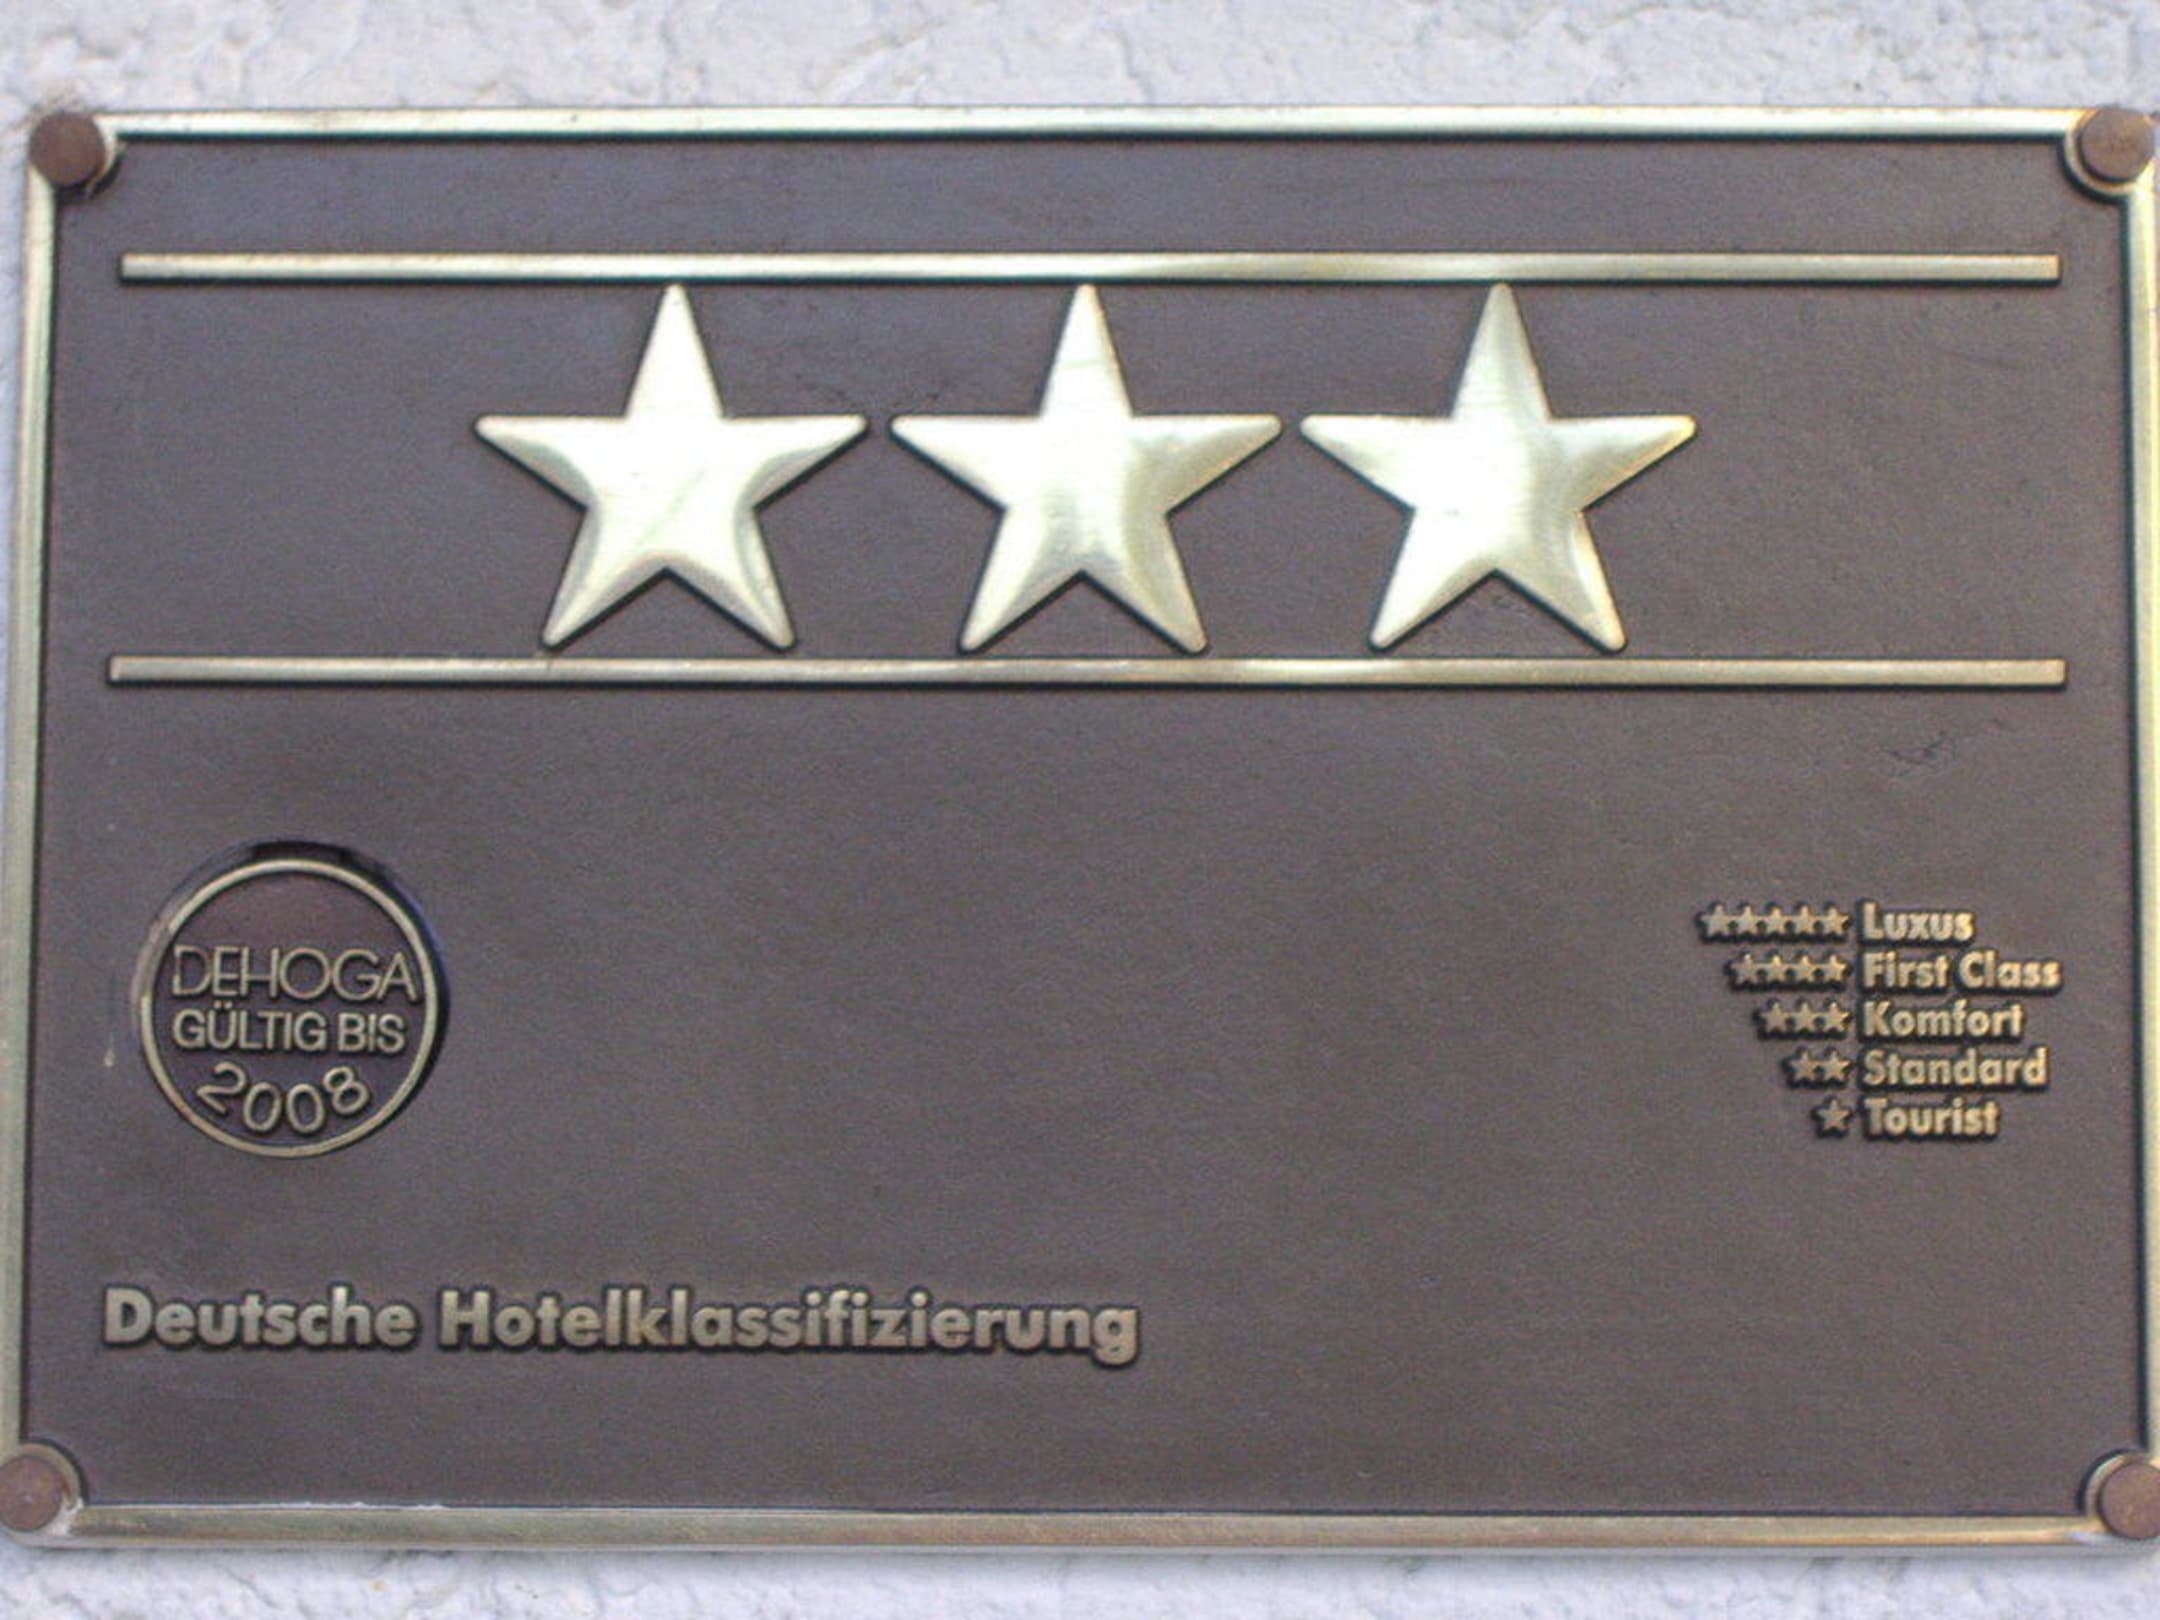 DEHOGA
GÜLTIG BIS
2008
★★★★★ Luxus
★★★★ First Class
★★★ Komfort
★★ Standard
★ Tourist
Deutsche Hotelklassifizierung